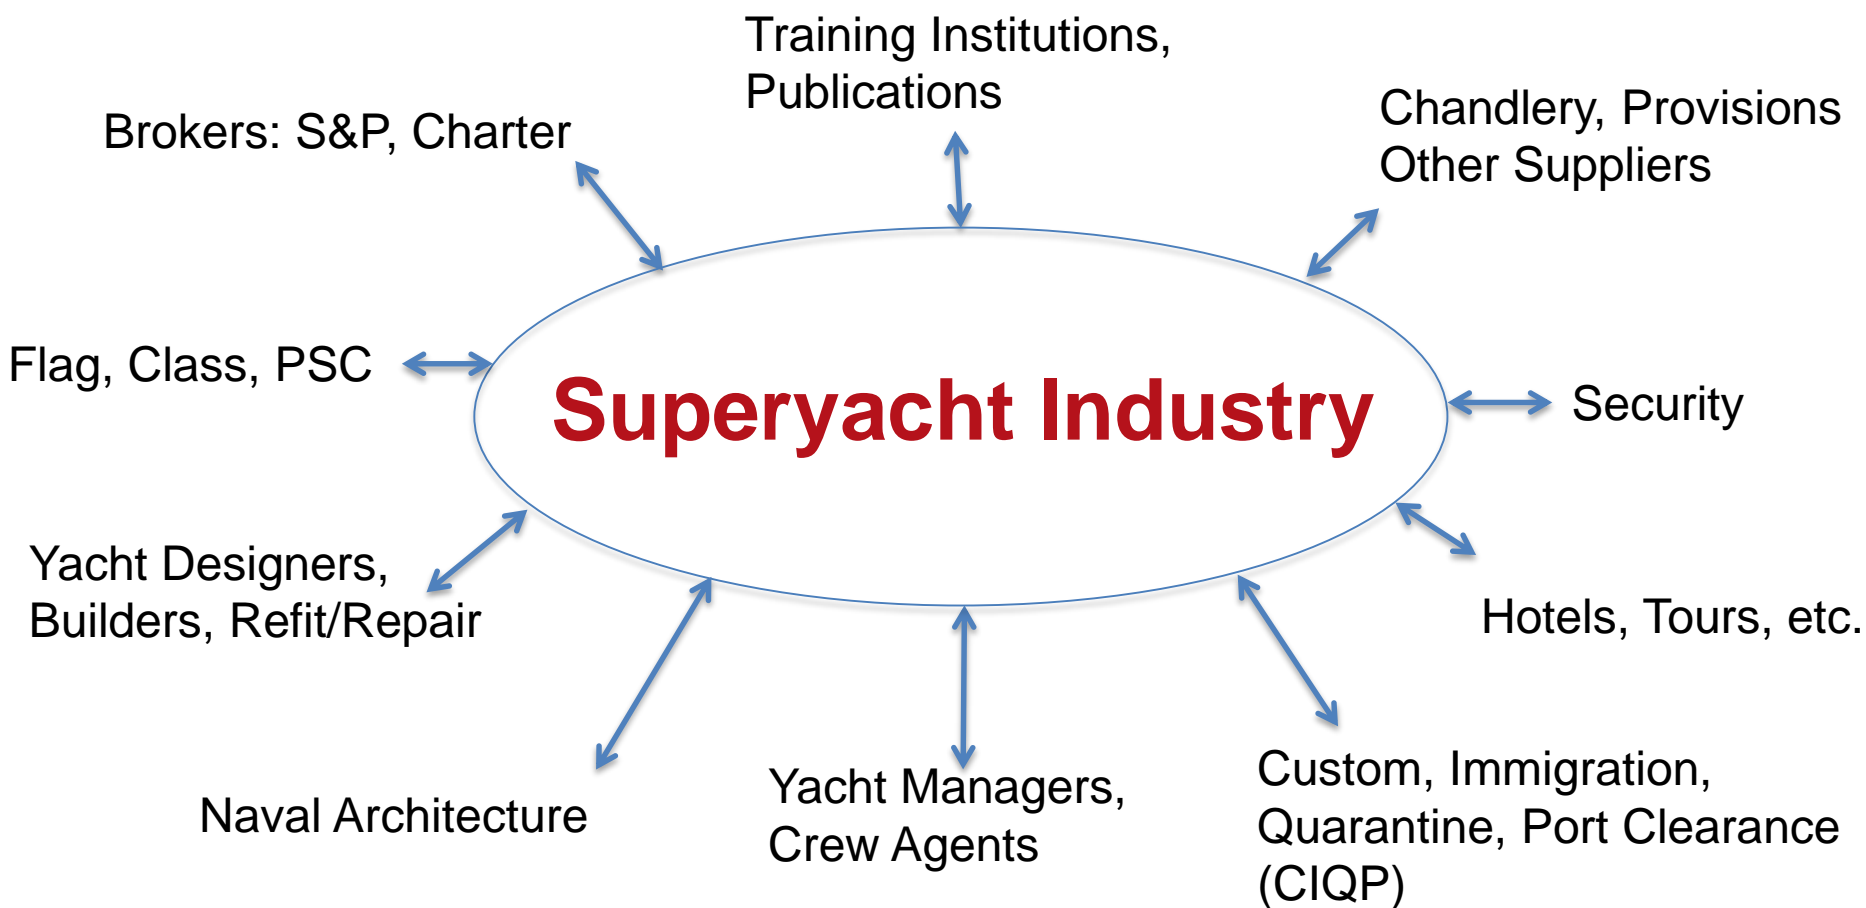 Training Institutions,
Publications
Brokers: S&P, Charter
Chandlery, Provisions
Other Suppliers
Flag, Class, PSC
Superyacht Industry
Security
Yacht Designers,
Builders, Refit/Repair
Hotels, Tours, etc.
Naval Architecture
Yacht Managers,
Crew Agents
Custom, Immigration,
Quarantine, Port Clearance
(CIQP)